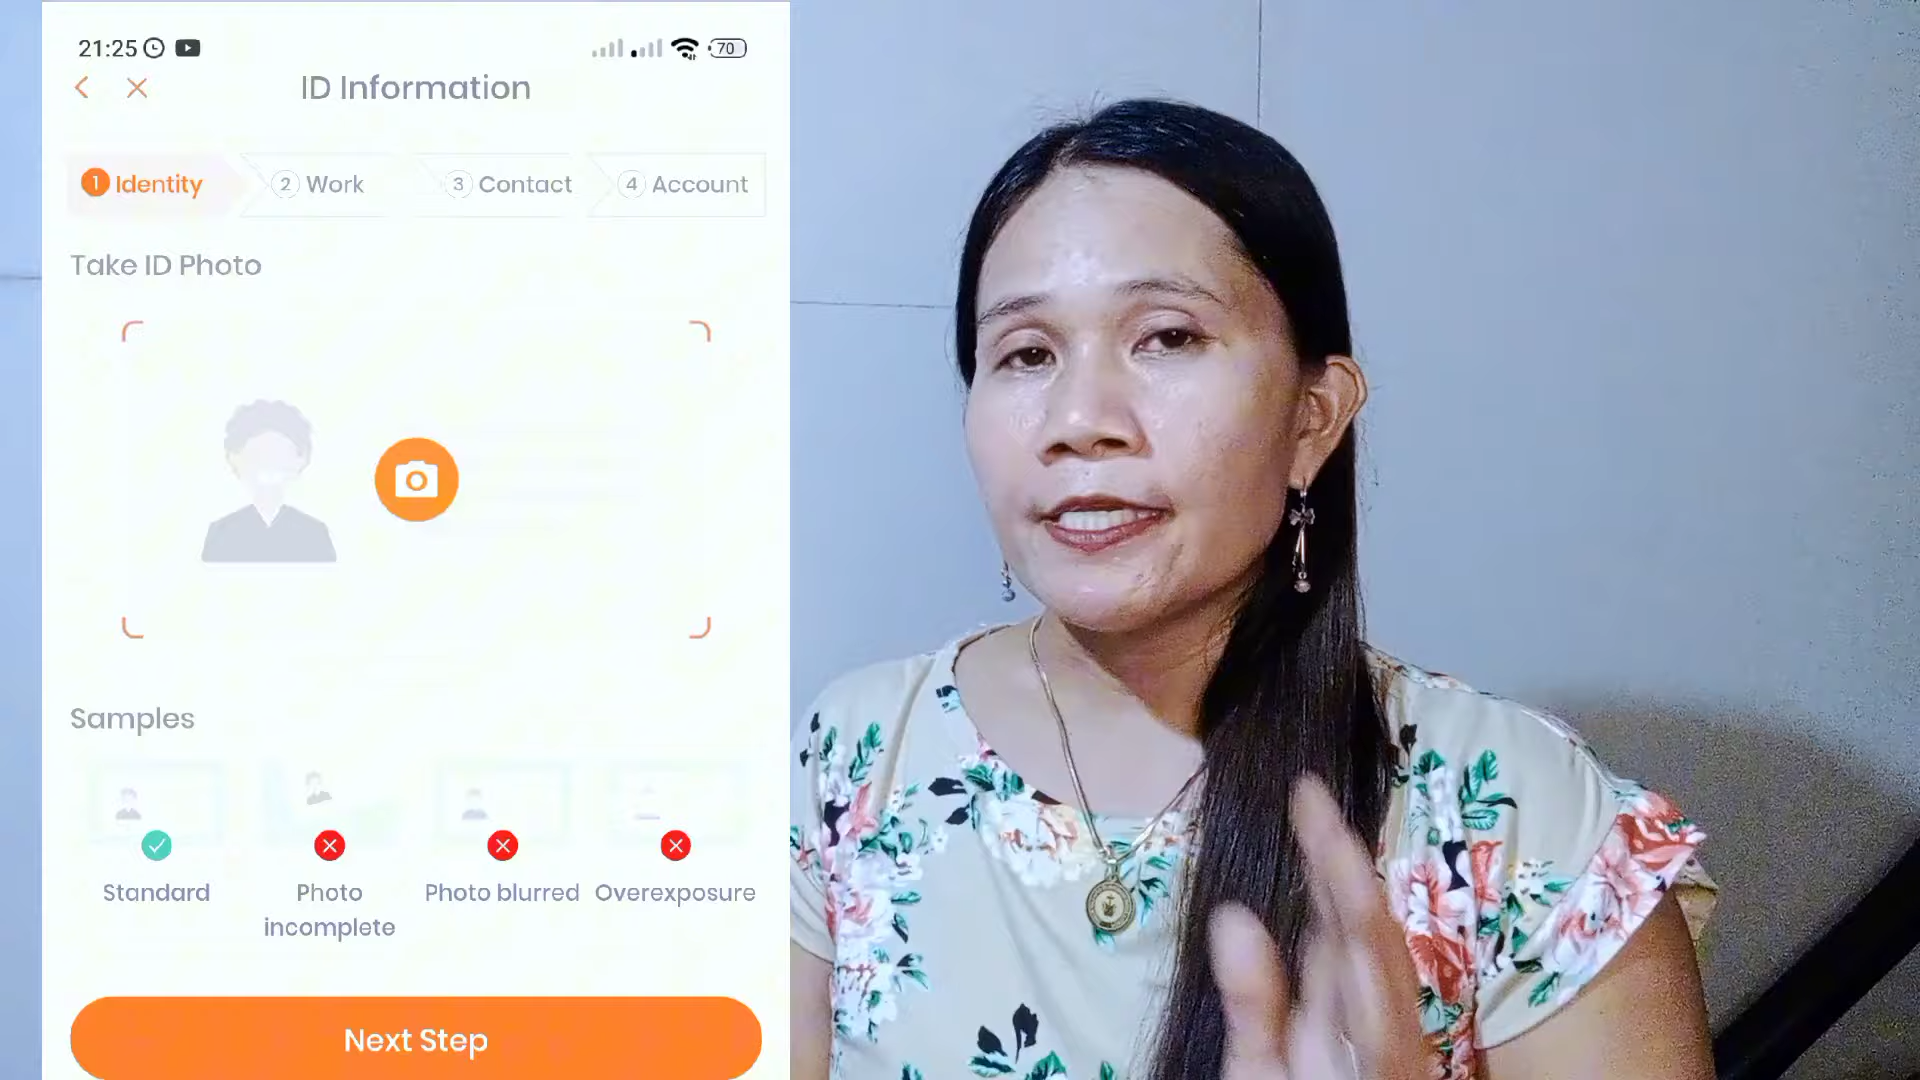 21:25
70
ID Information
1 Identity
2 Work
3 Contact
4 Account
Take ID Photo
Samples
Standard
Photo incomplete
Photo blurred
Overexposure
Next Step